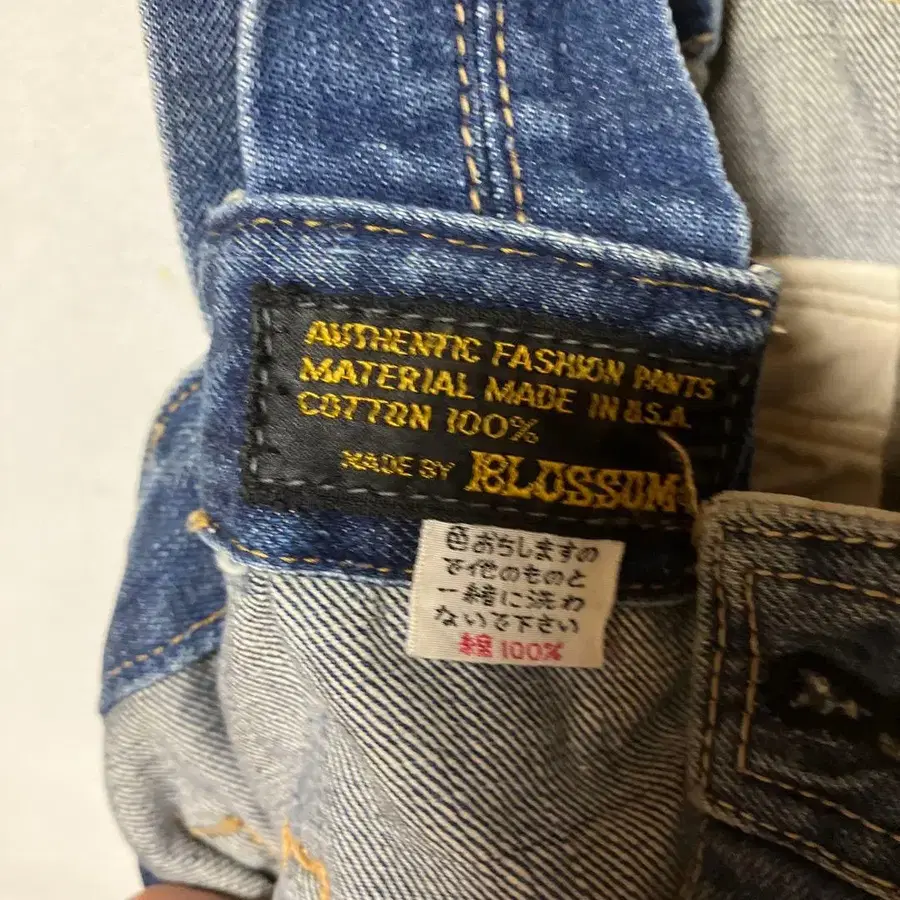 AUTHENTIC FASHION PANTS
MATERIAL MADE IN U.S.A.
COTTON 100%
MADE BY BLOSSUM
色おちしますの
で他のものと
一緒に洗わ
ないで下さい
綿 100%